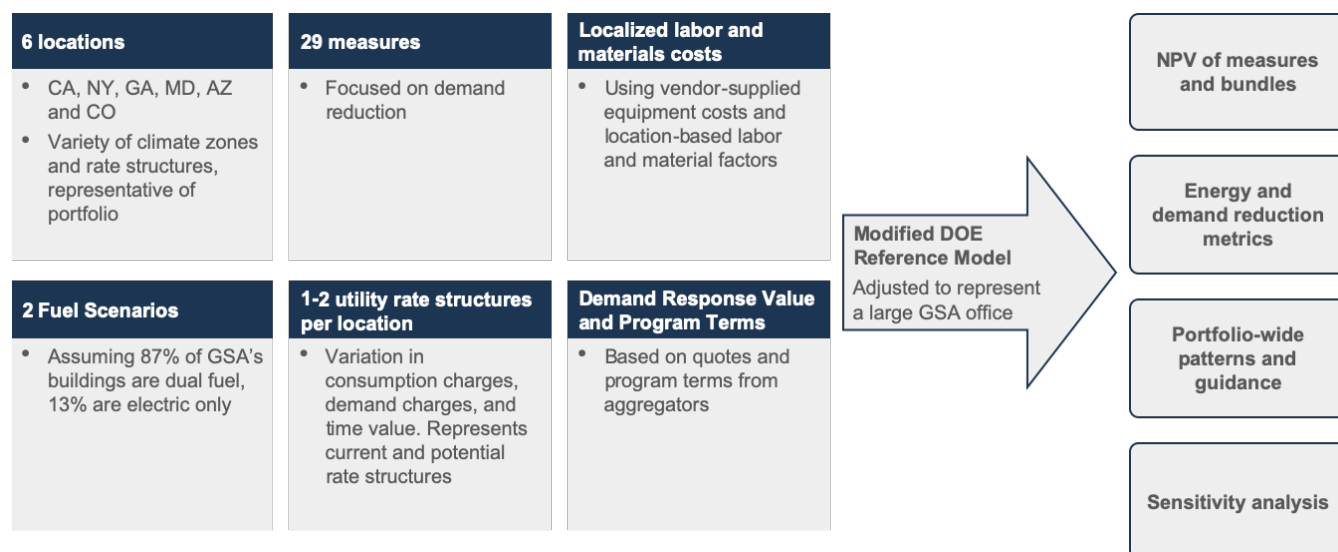 6 locations
• CA, NY, GA, MD, AZ
and CO
• Variety of climate zones
and rate structures,
representative of
portfolio
29 measures
• Focused on demand
reduction
Localized labor and
materials costs
• Using vendor-supplied
equipment costs and
location-based labor
and material factors
2 Fuel Scenarios
• Assuming 87% of GSA's
buildings are dual fuel,
13% are electric only
1-2 utility rate structures
per location
• Variation in
consumption charges,
demand charges, and
time value. Represents
current and potential
rate structures
Demand Response Value
and Program Terms
• Based on quotes and
program terms from
aggregators
Modified DOE
Reference Model
Adjusted to represent
a large GSA office
NPV of measures
and bundles
Energy and
demand reduction
metrics
Portfolio-wide
patterns and
guidance
Sensitivity analysis